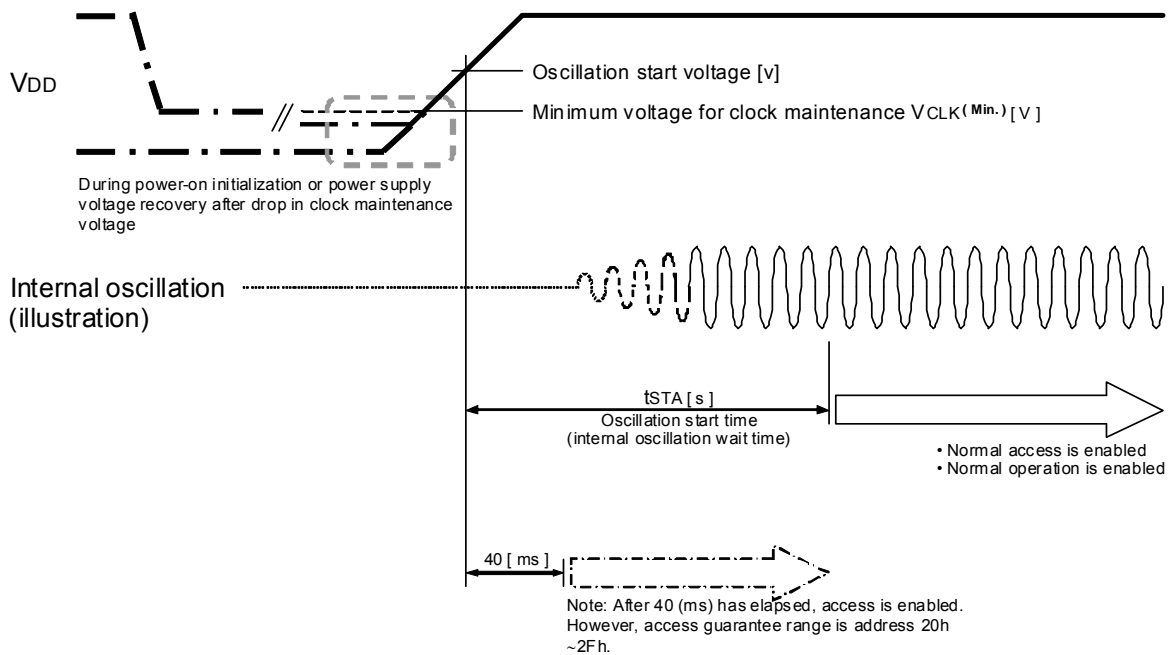 VDD
Oscillation start voltage [v]
Minimum voltage for clock maintenance VCLK(Min.) [V]
During power-on initialization or power supply
voltage recovery after drop in clock maintenance
voltage
Internal oscillation
(illustration)
tSTA [ s ]
Oscillation start time
(internal oscillation wait time)
• Normal access is enabled
• Normal operation is enabled
40 [ ms ]
Note: After 40 (ms) has elapsed, access is enabled.
However, access guarantee range is address 20h
~2Fh.